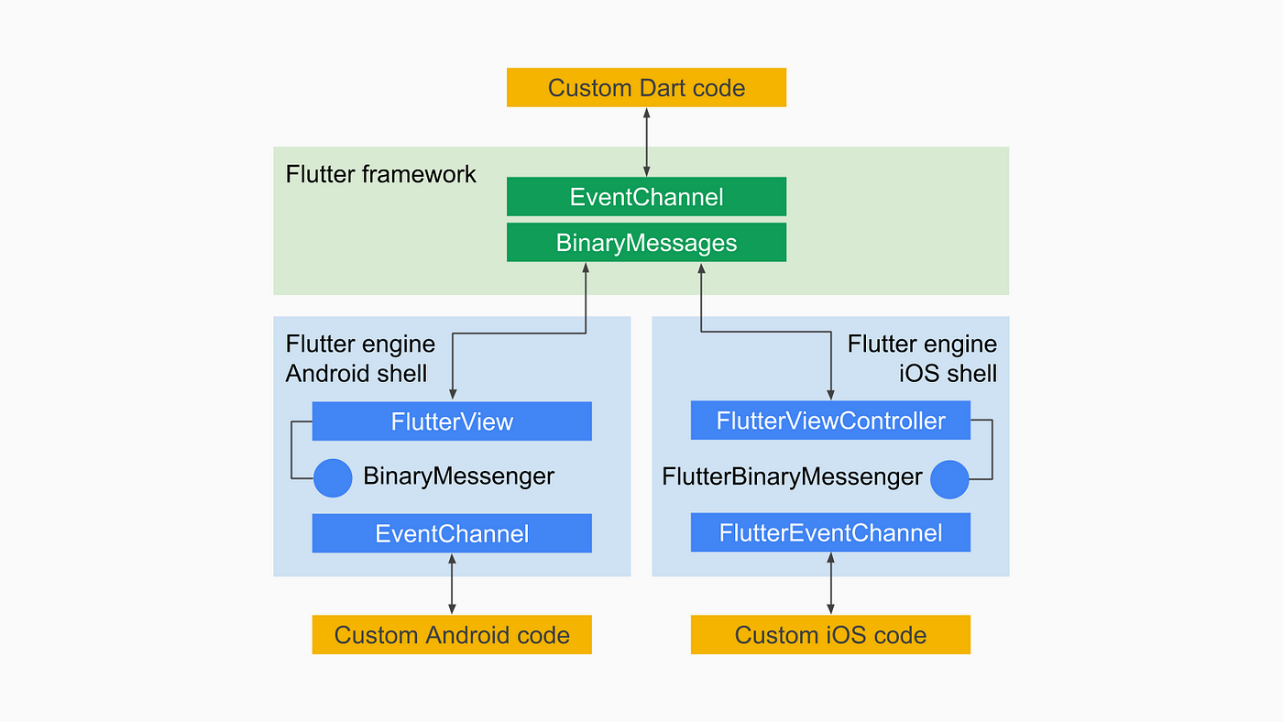 Custom Dart code
Flutter framework
EventChannel
BinaryMessages
Flutter engine
Android shell
FlutterView
BinaryMessenger
EventChannel
Custom Android code
Flutter engine
iOS shell
FlutterViewController
FlutterBinaryMessenger
FlutterEventChannel
Custom iOS code